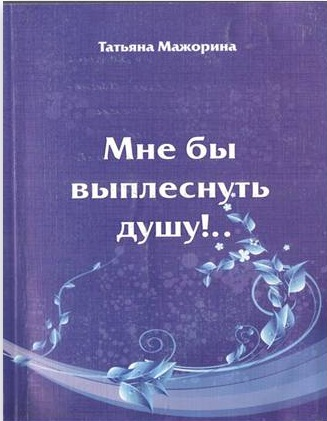 Татьяна Мажорина
Мне бы
выплеснуть
душу!..